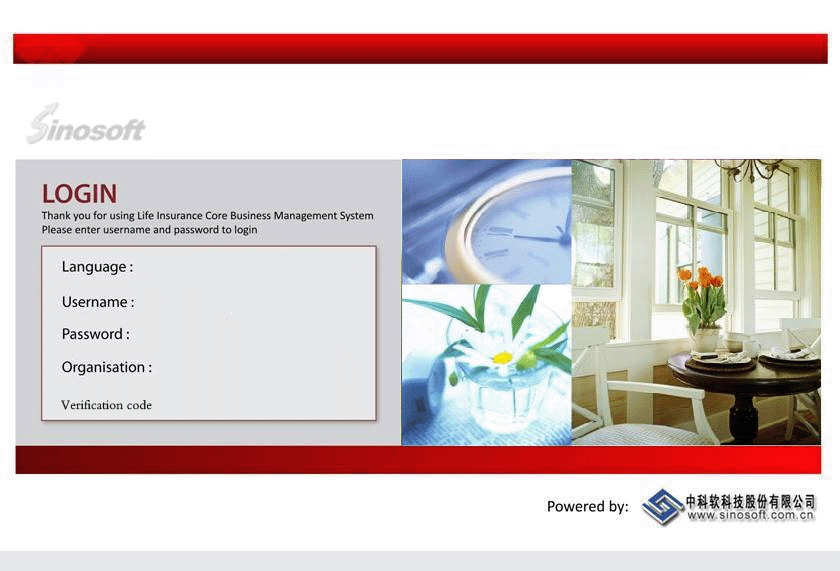 Sinosoft
LOGIN
Thank you for using Life Insurance Core Business Management System
Please enter username and password to login
Language :
Username :
Password :
Organisation :
Verification code
Powered by:
中科软科技股份有限公司
www.sinosoft.com.cn